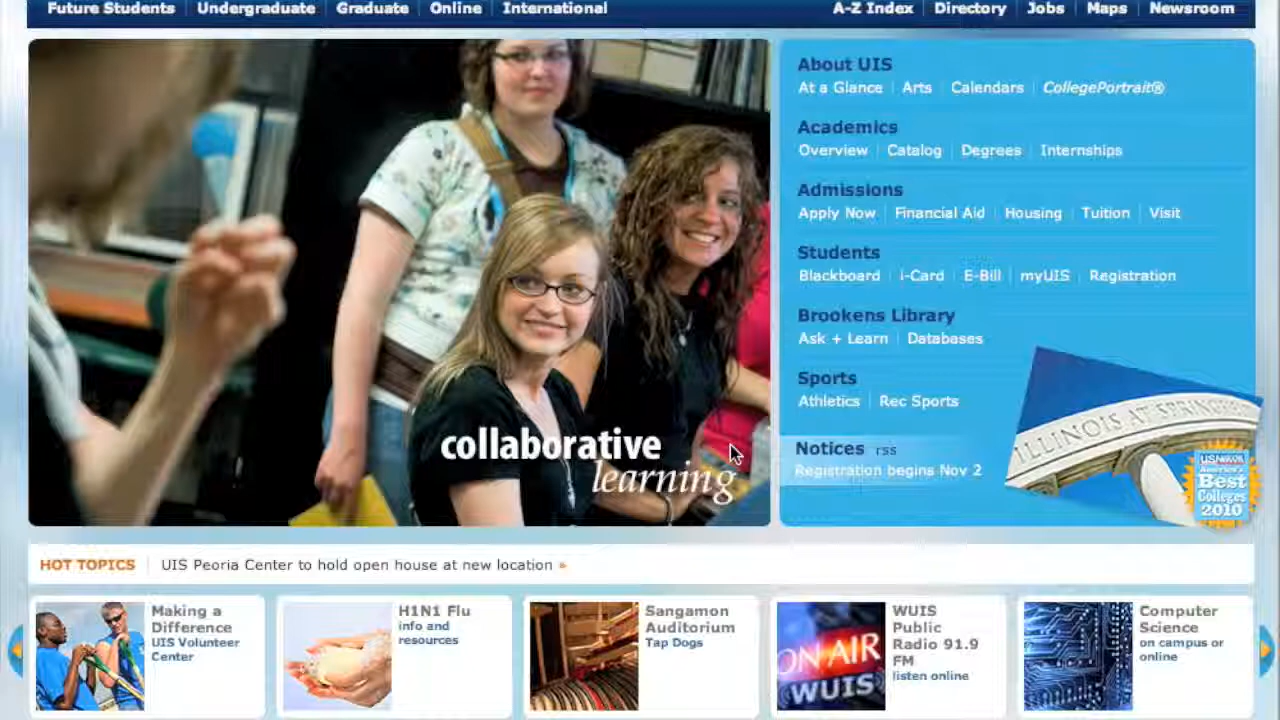 Future Students Undergraduate Graduate Online International A-Z Index Directory Jobs Maps Newsroom
About UIS
At a Glance Arts Calendars CollegePortrait®
Academics
Overview Catalog Degrees Internships
Admissions
Apply Now Financial Aid Housing Tuition Visit
Students
Blackboard i-Card E-Bill myUIS Registration
Brookens Library
Ask + Learn Databases
Sports
Athletics Rec Sports
Notices rss
Registration begins Nov 2
collaborative
learning
ILLINOIS AT SPRINGFIELD
America's
Best
Colleges
2010
HOT TOPICS UIS Peoria Center to hold open house at new location »
Making a
Difference
UIS Volunteer
Center
H1N1 Flu
info and
resources
Sangamon
Auditorium
Tap Dogs
ON AIR
WUIS
WUIS
Public
Radio 91.9
FM
listen online
Computer
Science
on campus or
online